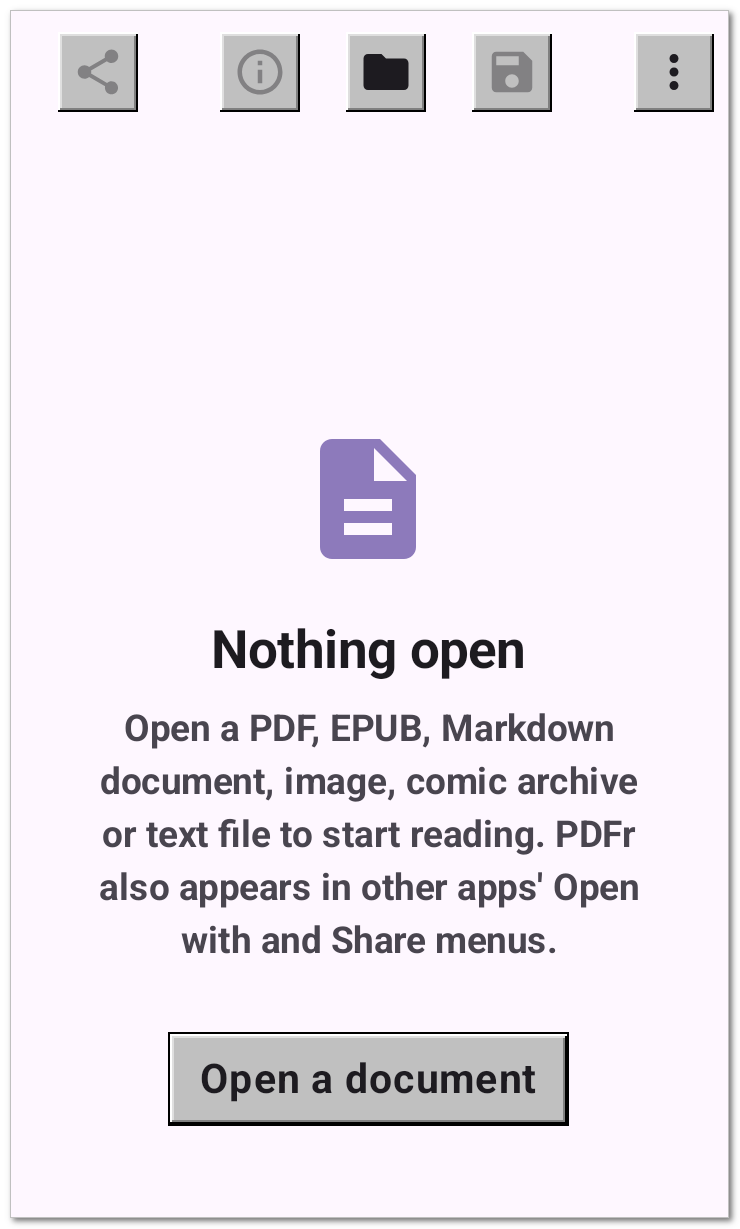 Nothing open
Open a PDF, EPUB, Markdown
document, image, comic archive
or text file to start reading. PDFr
also appears in other apps' Open
with and Share menus.
Open a document